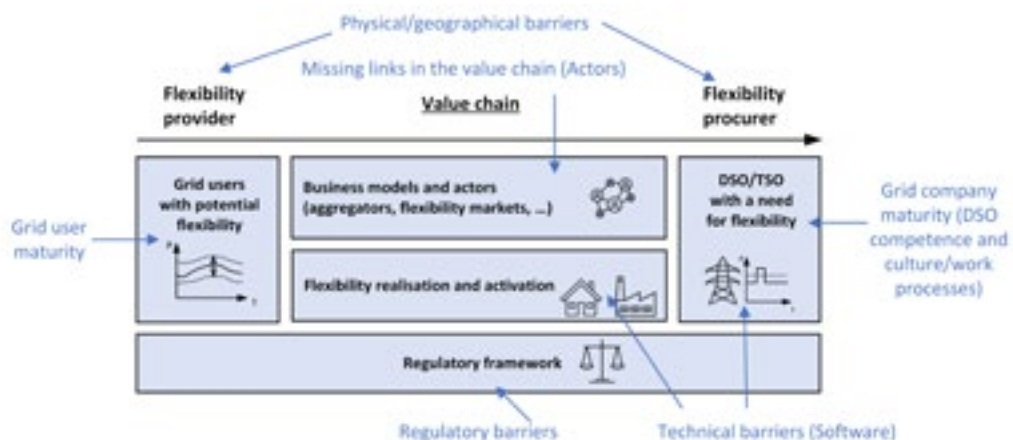 Physical/geographical barriers
Missing links in the value chain (Actors)
Flexibility
provider
Value chain
Flexibility
procurer
Grid users
with potential
flexibility
Business models and actors
(aggregators, flexibility markets, ...)
DSO/TSO
with a need
for flexibility
Grid user
maturity
Grid company
maturity (DSO
competence and
culture/work
processes)
Flexibility realisation and activation
Regulatory framework
Regulatory barriers
Technical barriers (Software)